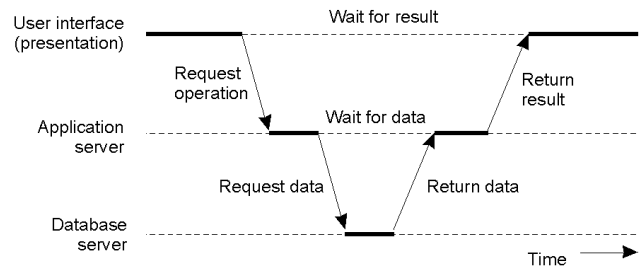 User interface
(presentation)
Wait for result
Request
operation
Return
result
Application
server
Wait for data
Request data
Return data
Database
server
Time